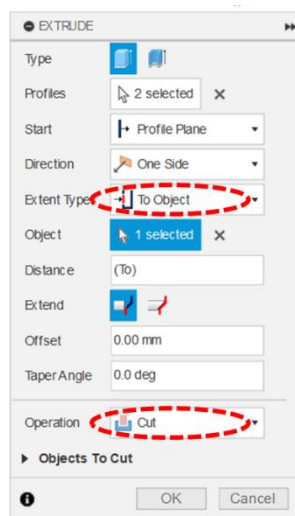 EXTRUDE
Type
Profiles 2 selected
Start Profile Plane
Direction One Side
Extent Type To Object
Object 1 selected
Distance (To)
Extend
Offset 0.00 mm
Taper Angle 0.0 deg
Operation Cut
Objects To Cut
OK Cancel